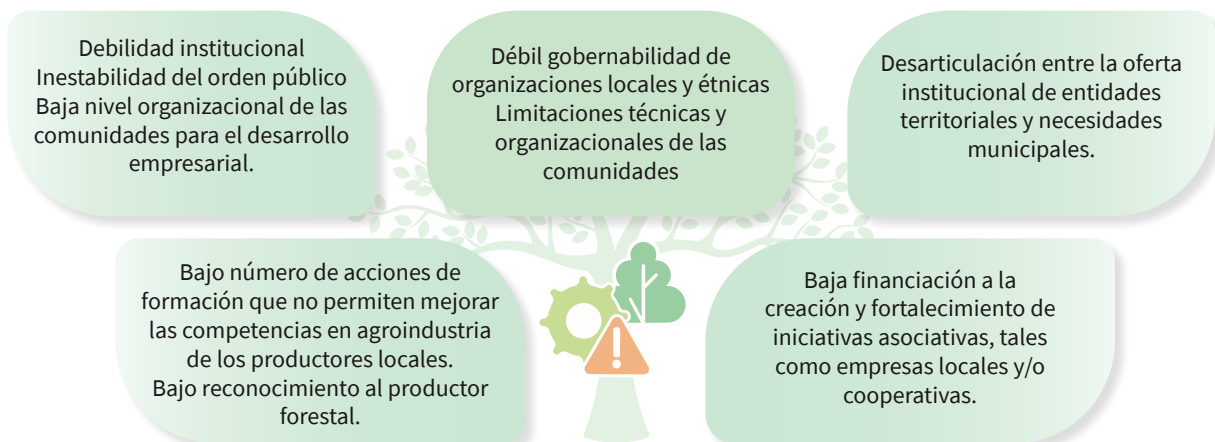 Debilidad institucional
Inestabilidad del orden público
Baja nivel organizacional de las
comunidades para el desarrollo
empresarial.
Débil gobernabilidad de
organizaciones locales y étnicas
Limitaciones técnicas y
organizacionales de las
comunidades
Desarticulación entre la oferta
institucional de entidades
territoriales y necesidades
municipales.
Bajo número de acciones de
formación que no permiten mejorar
las competencias en agroindustria
de los productores locales.
Bajo reconocimiento al productor
forestal.
Baja financiación a la
creación y fortalecimiento de
iniciativas asociativas, tales
como empresas locales y/o
cooperativas.